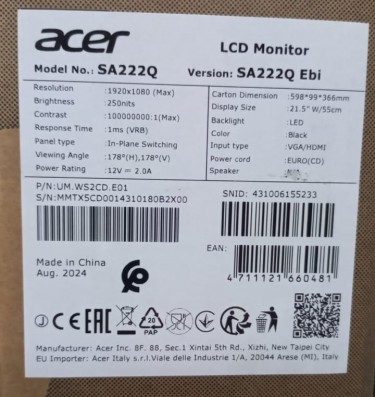 acer
LCD Monitor
Model No.: SA222Q
Version: SA222Q Ebi
Resolution :1920x1080 (Max)
Brightness :250nits
Contrast :100000000:1(Max)
Response Time :1ms (VRB)
Panel type :In-Plane Switching
Viewing Angle :178°(H),178°(V)
Power Rating :12V⎓ 2.0A
Carton Dimension :598*99*366mm
Display Size :21.5" W/55cm
Backlight :LED
Color :Black
Input type :VGA/HDMI
Power cord :EURO(CD)
Speaker :N/A
P/N:UM.WS2CD.E01
S/N:MMTX5CD0014310180B2X00
SNID: 431006155233
EAN:
4 711121 660481
Made in China
Aug. 2024
CE EAC
20
PAP
Manufacturer: Acer Inc. 8F. 88, Sec.1 Xintai 5th Rd., Xizhi, New Taipei City
EU Importer: Acer Italy s.r.l.Viale delle Industrie 1/A, 20044 Arese (MI), Italy